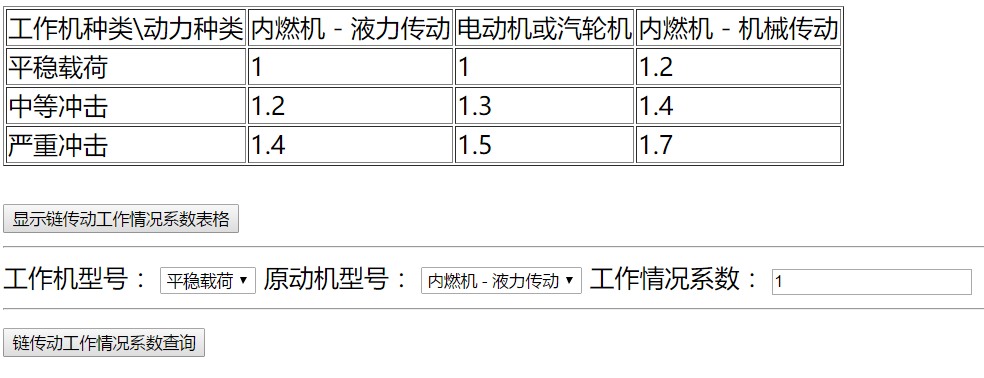 工作机种类\动力种类 内燃机 - 液力传动 电动机或汽轮机 内燃机 - 机械传动
平稳载荷 1 1 1.2
中等冲击 1.2 1.3 1.4
严重冲击 1.4 1.5 1.7
显示链传动工作情况系数表格
工作机型号： 平稳载荷 原动机型号： 内燃机 - 液力传动 工作情况系数： 1
链传动工作情况系数查询